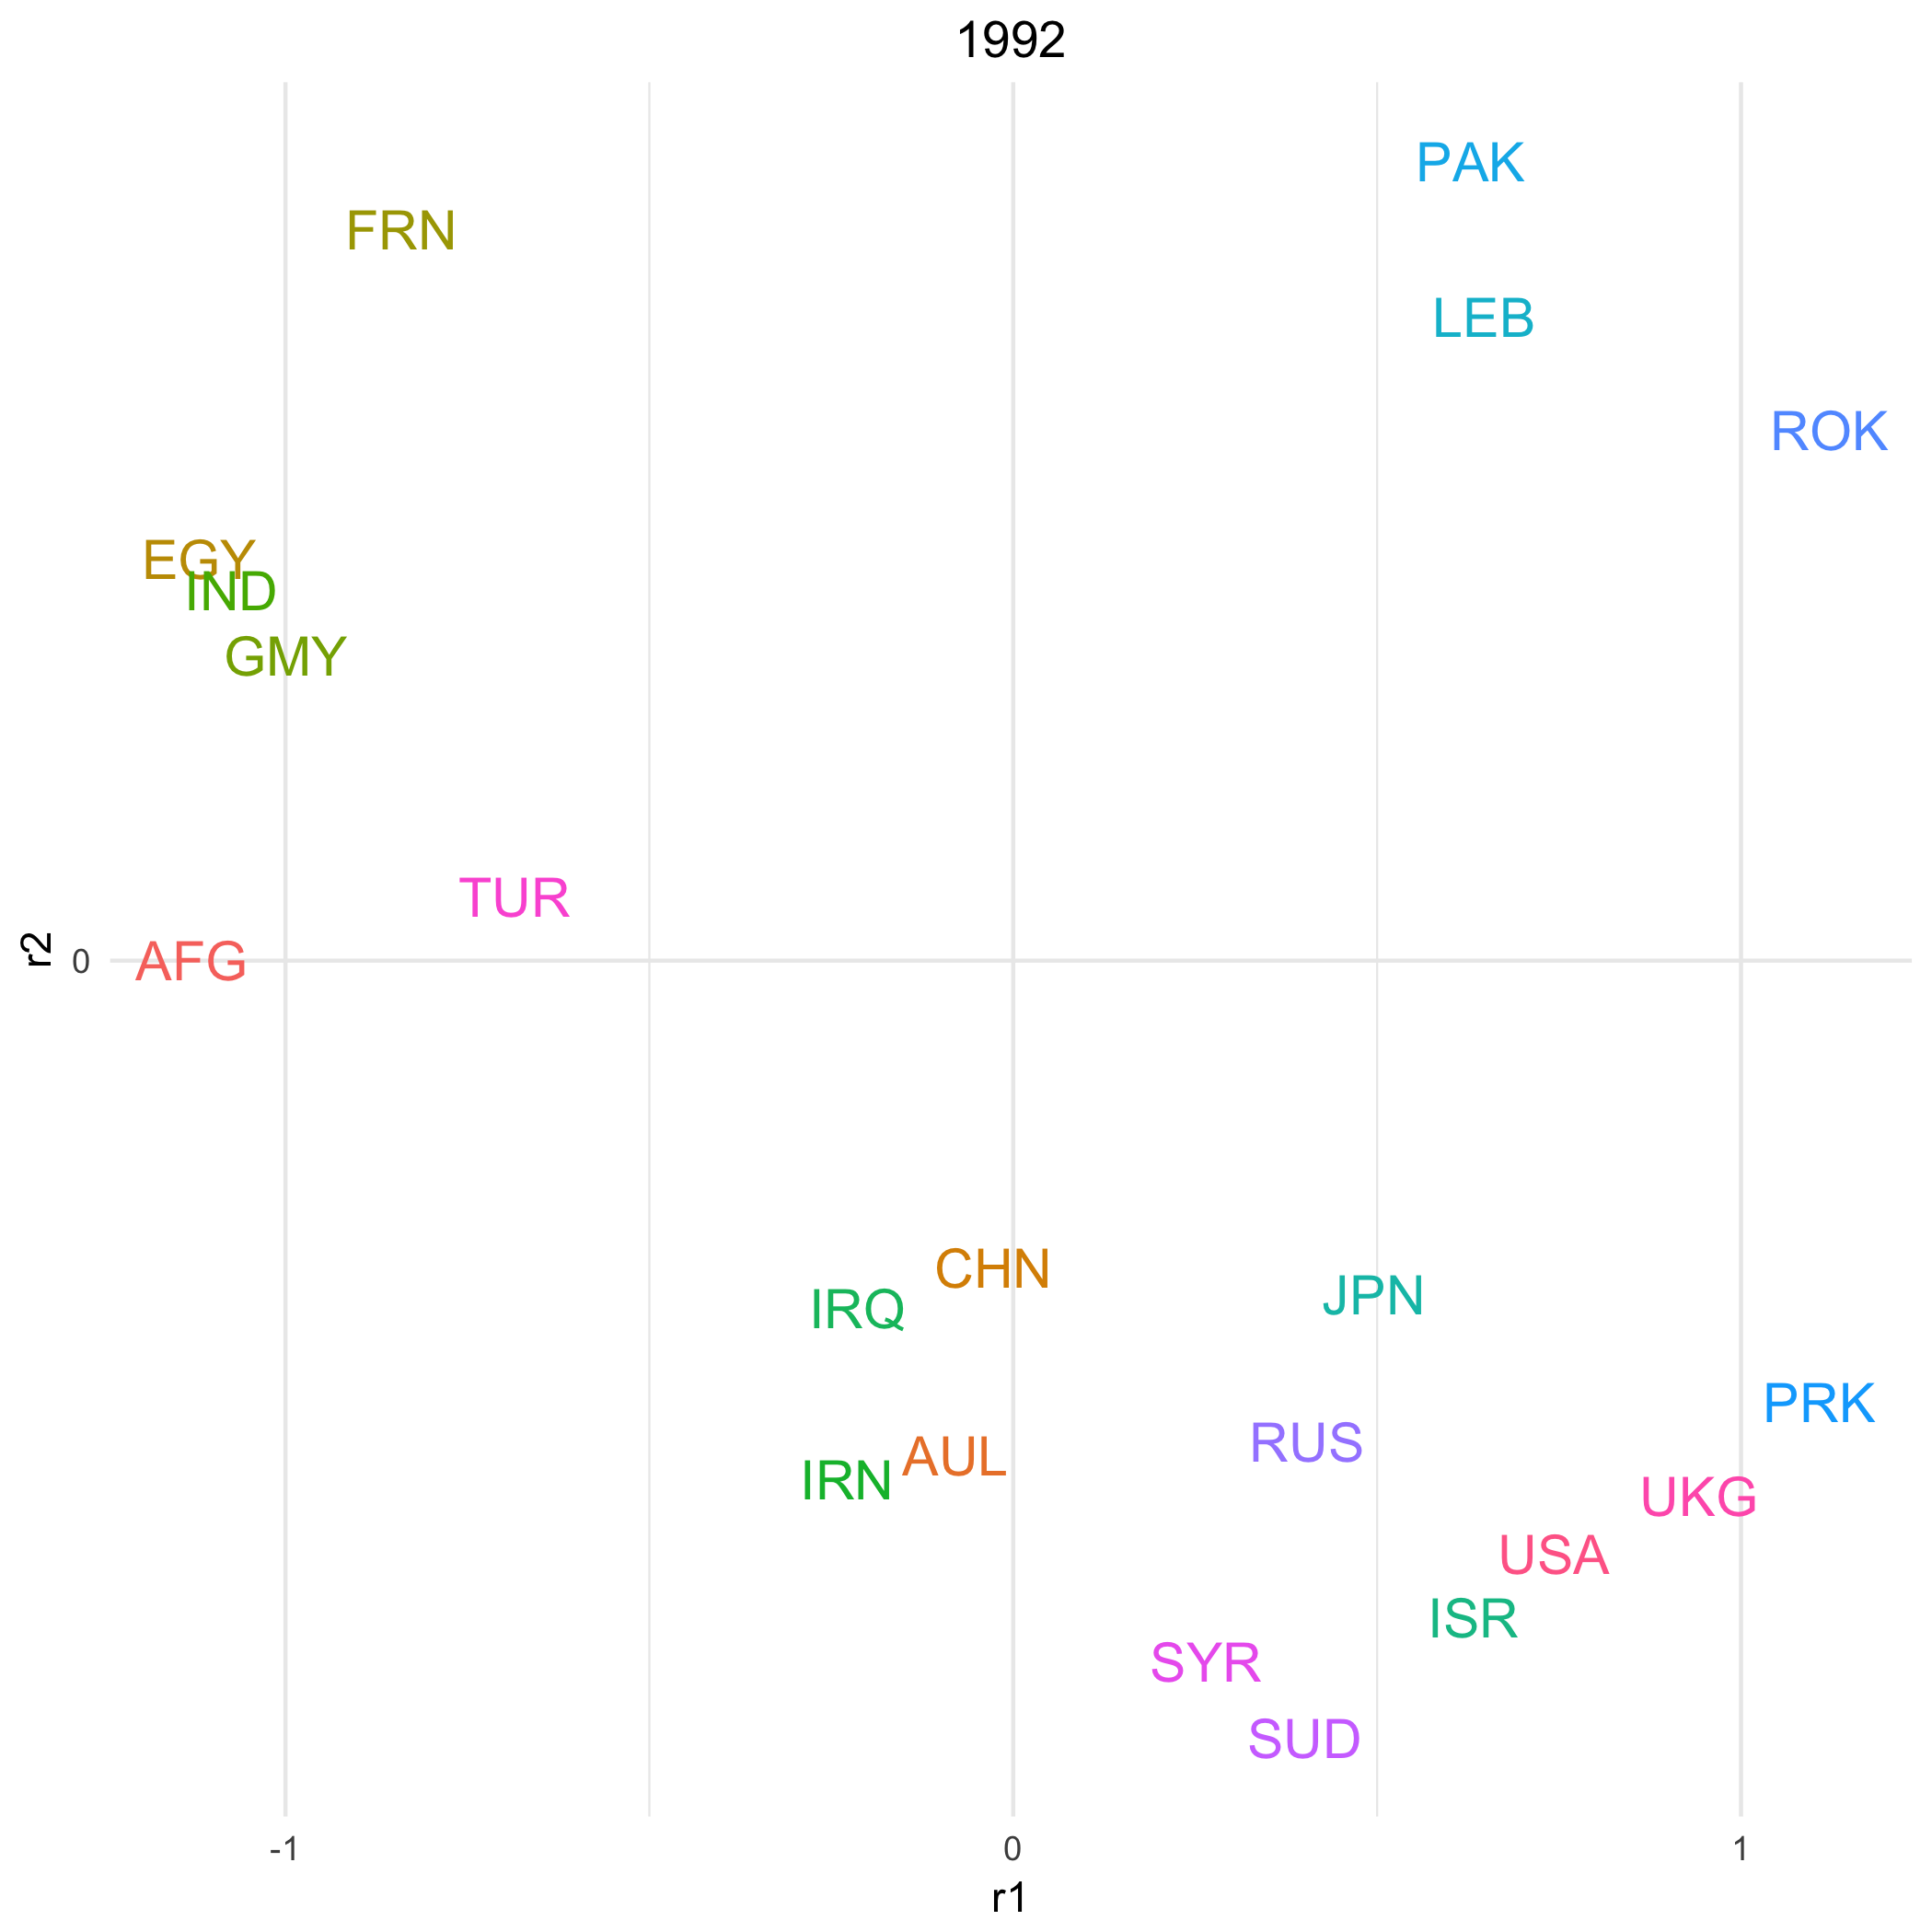 1992
PAK
FRN
LEB
ROK
EGY
IND
GMY
TUR
r2
0
AFG
CHN
IRQ
JPN
PRK
RUS
AUL
IRN
UKG
USA
ISR
SYR
SUD
-1
0
1
r1